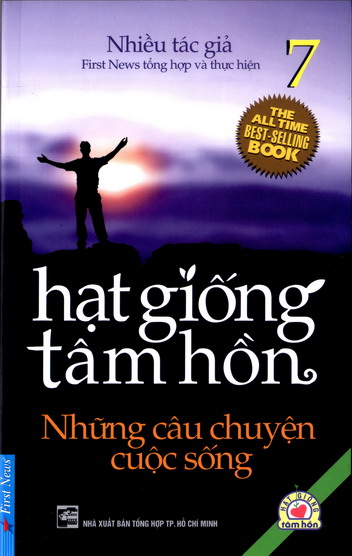 Nhiều tác giả
First News tổng hợp và thực hiện
7
THE
ALL TIME
BEST-SELLING
BOOK
hạt giống
tâm hồn
Những câu chuyện
cuộc sống
First News
NHÀ XUẤT BẢN TỔNG HỢP TP. HỒ CHÍ MINH
HẠT GIỐNG
tâm hồn